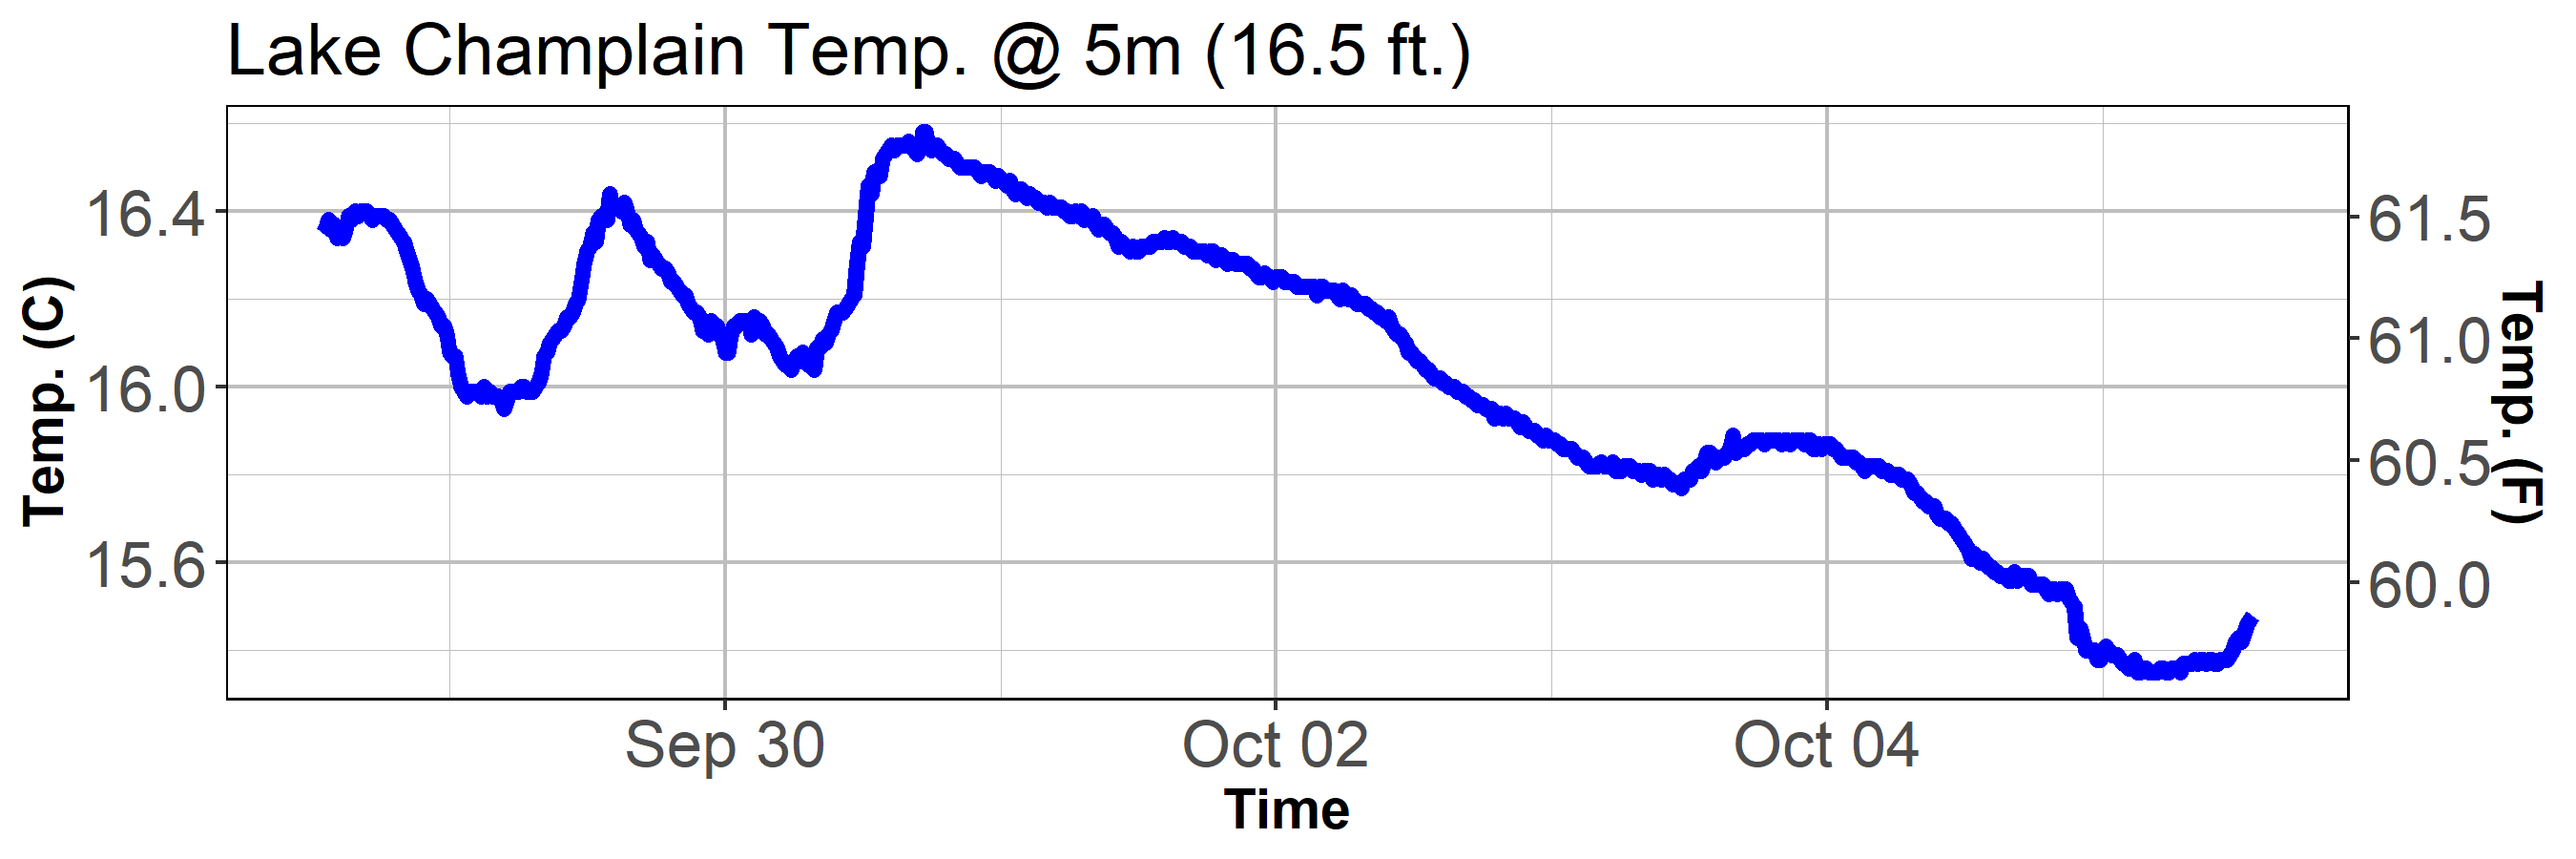 Lake Champlain Temp. @ 5m (16.5 ft.)
Temp. (C)
16.4
16.0
15.6
61.5
61.0
60.5
60.0
Temp. (F)
Sep 30
Oct 02
Oct 04
Time